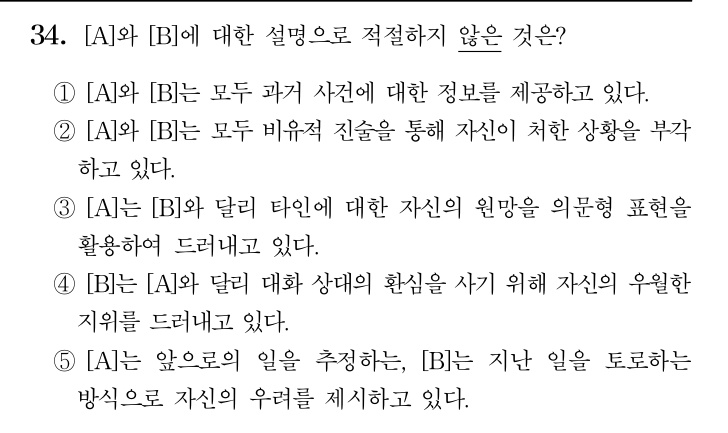 34. [A]와 [B]에 대한 설명으로 적절하지 않은 것은?
① [A]와 [B]는 모두 과거 사건에 대한 정보를 제공하고 있다.
② [A]와 [B]는 모두 비유적 진술을 통해 자신이 처한 상황을 부각
하고 있다.
③ [A]는 [B]와 달리 타인에 대한 자신의 원망을 의문형 표현을
활용하여 드러내고 있다.
④ [B]는 [A]와 달리 대화 상대의 환심을 사기 위해 자신의 우월한
지위를 드러내고 있다.
⑤ [A]는 앞으로의 일을 추정하는, [B]는 지난 일을 토로하는
방식으로 자신의 우려를 제시하고 있다.